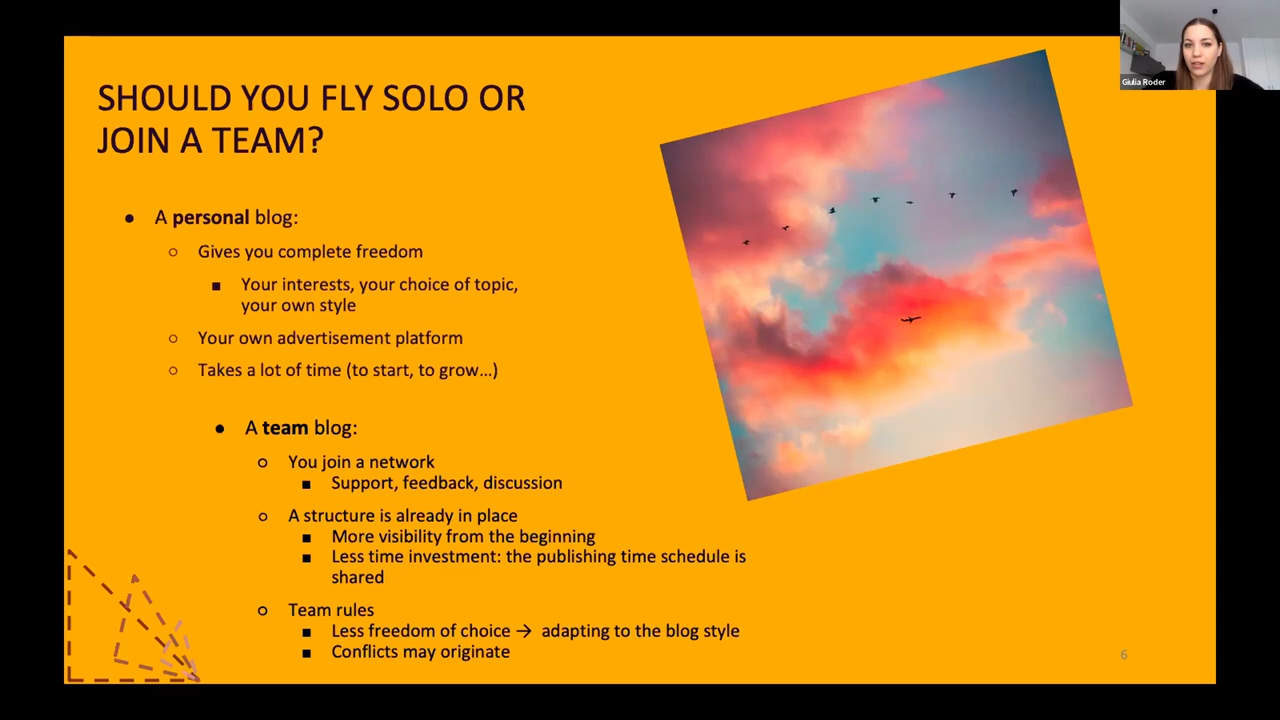 SHOULD YOU FLY SOLO OR
JOIN A TEAM?
● A personal blog:
○ Gives you complete freedom
■ Your interests, your choice of topic,
your own style
○ Your own advertisement platform
○ Takes a lot of time (to start, to grow…)
● A team blog:
○ You join a network
■ Support, feedback, discussion
○ A structure is already in place
■ More visibility from the beginning
■ Less time investment: the publishing time schedule is
shared
○ Team rules
■ Less freedom of choice → adapting to the blog style
■ Conflicts may originate
6
Giulia Roder